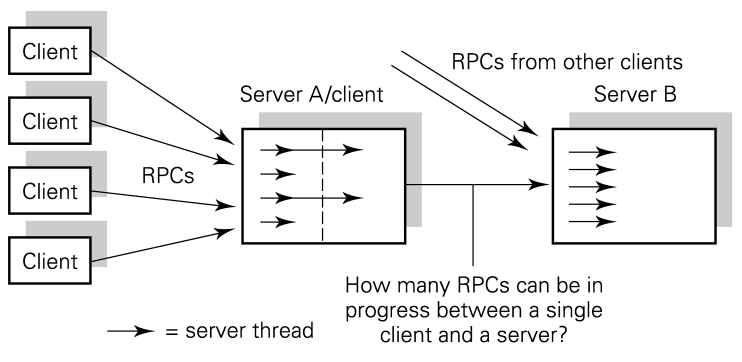 Client
RPCs from other clients
Server A/client
Server B
Client
RPCs
Client
Client
How many RPCs can be in
progress between a single
client and a server?
= server thread